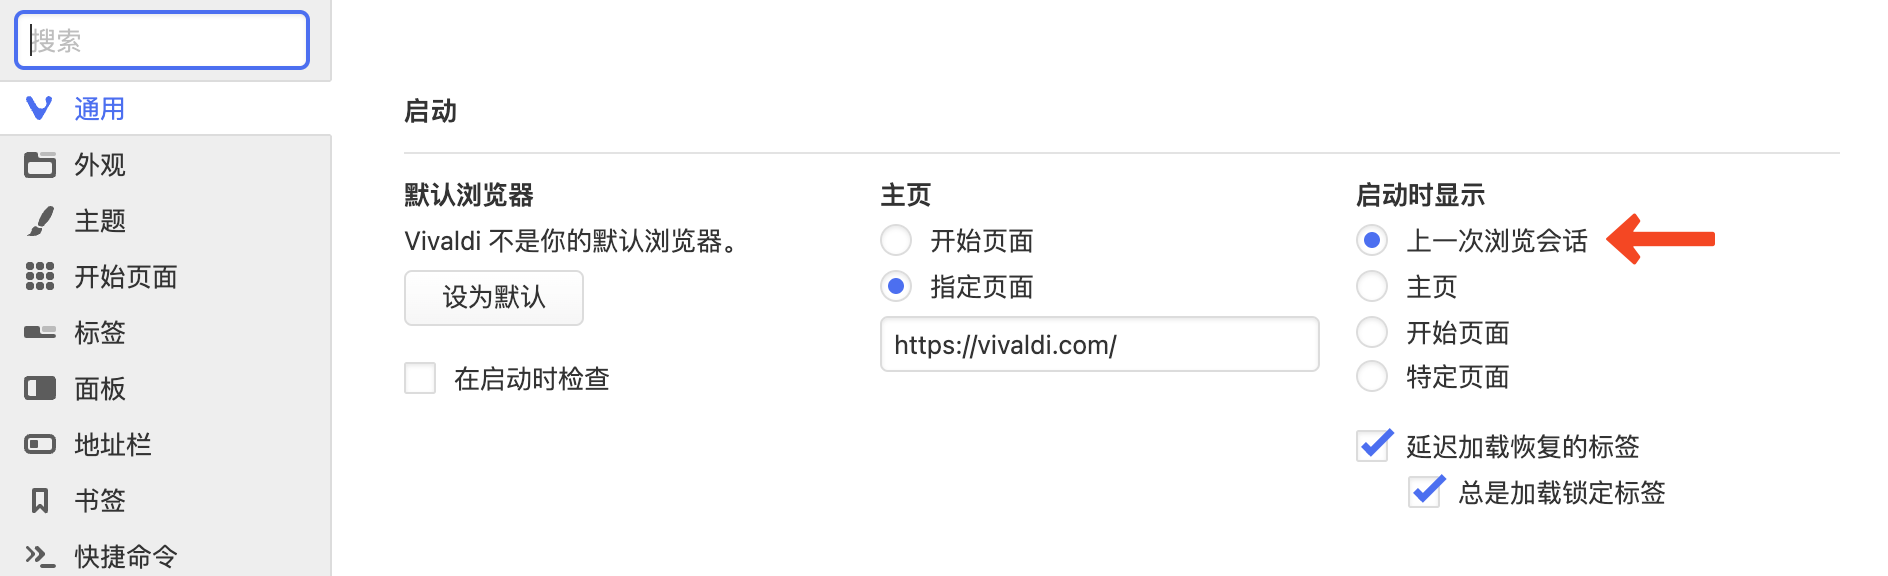 搜索
通用
外观
主题
开始页面
标签
面板
地址栏
书签
快捷命令
启动
默认浏览器
Vivaldi 不是你的默认浏览器。
设为默认
在启动时检查
主页
开始页面
指定页面
https://vivaldi.com/
启动时显示
上一次浏览会话
主页
开始页面
特定页面
延迟加载恢复的标签
总是加载锁定标签